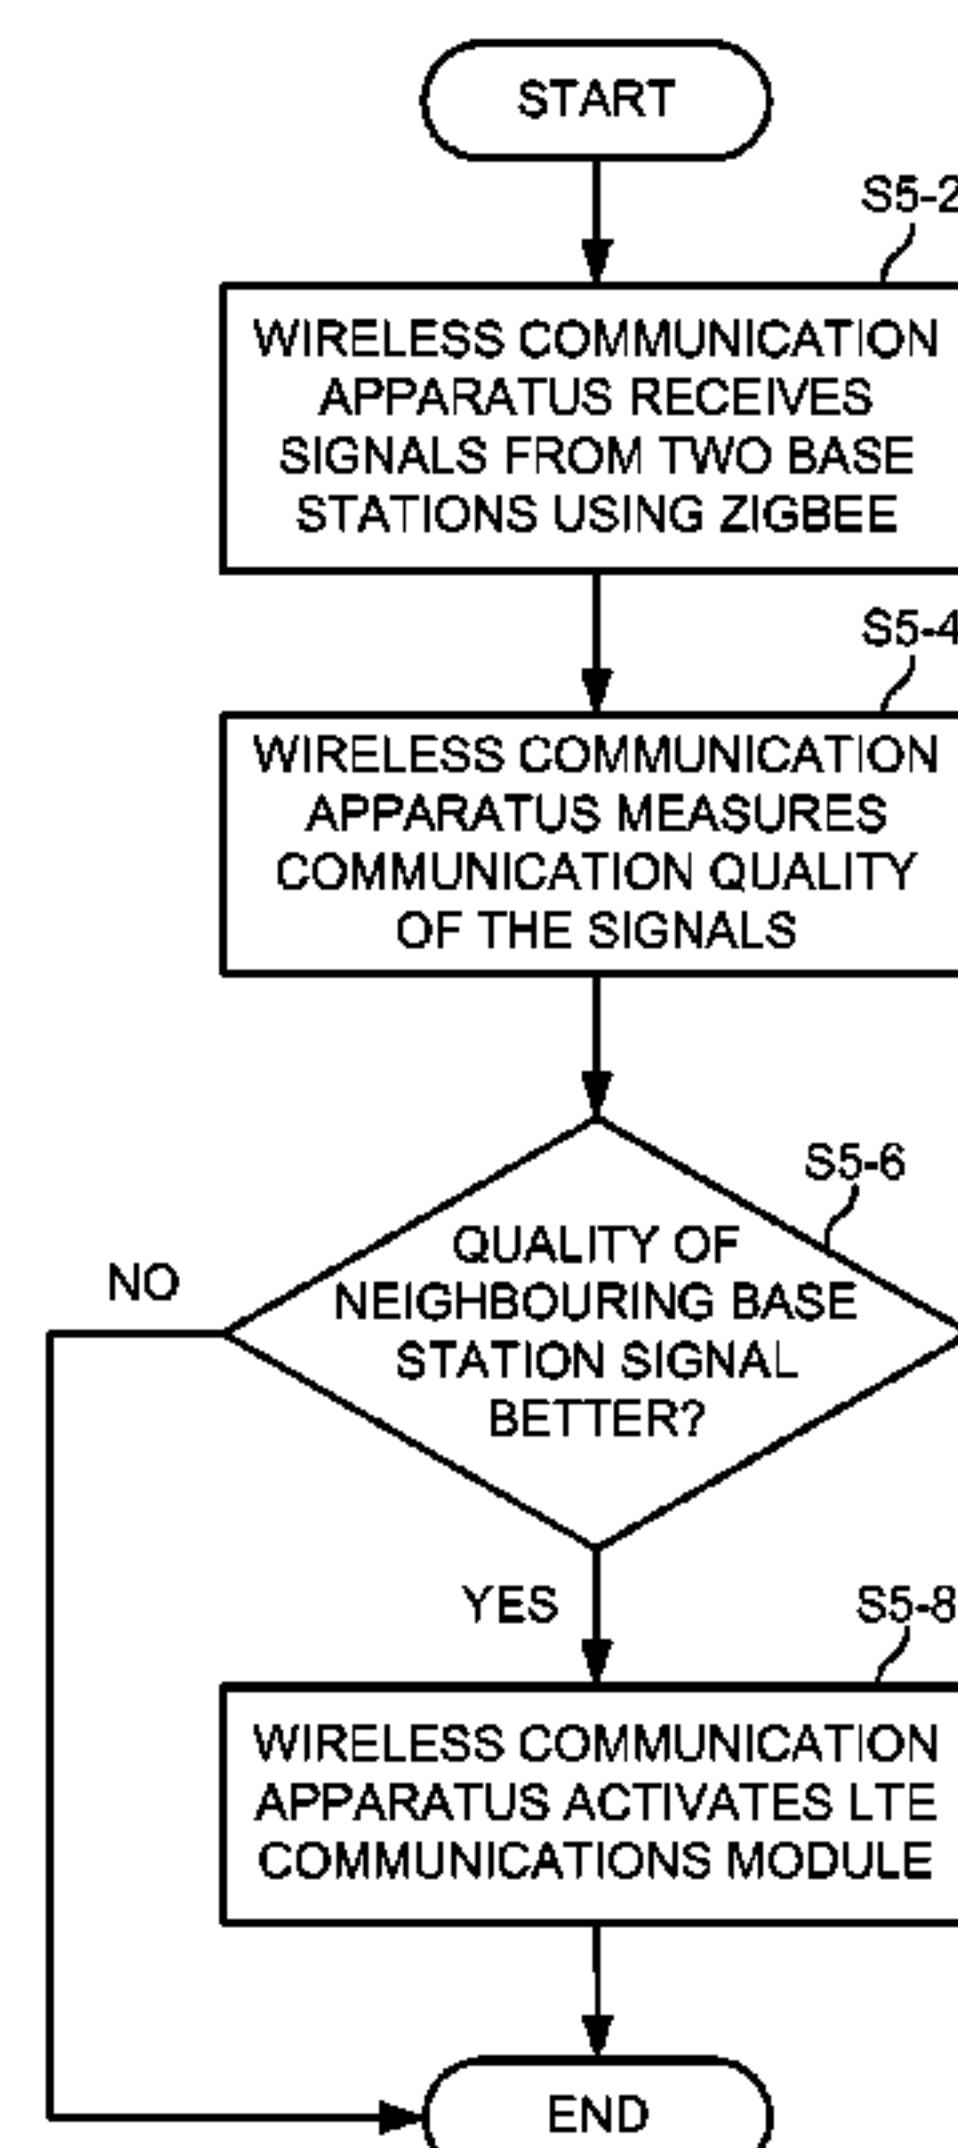 START
S5-2
WIRELESS COMMUNICATION
APPARATUS RECEIVES
SIGNALS FROM TWO BASE
STATIONS USING ZIGBEE
S5-4
WIRELESS COMMUNICATION
APPARATUS MEASURES
COMMUNICATION QUALITY
OF THE SIGNALS
S5-6
QUALITY OF
NEIGHBOURING BASE
STATION SIGNAL
BETTER?
NO
YES
S5-8
WIRELESS COMMUNICATION
APPARATUS ACTIVATES LTE
COMMUNICATIONS MODULE
END